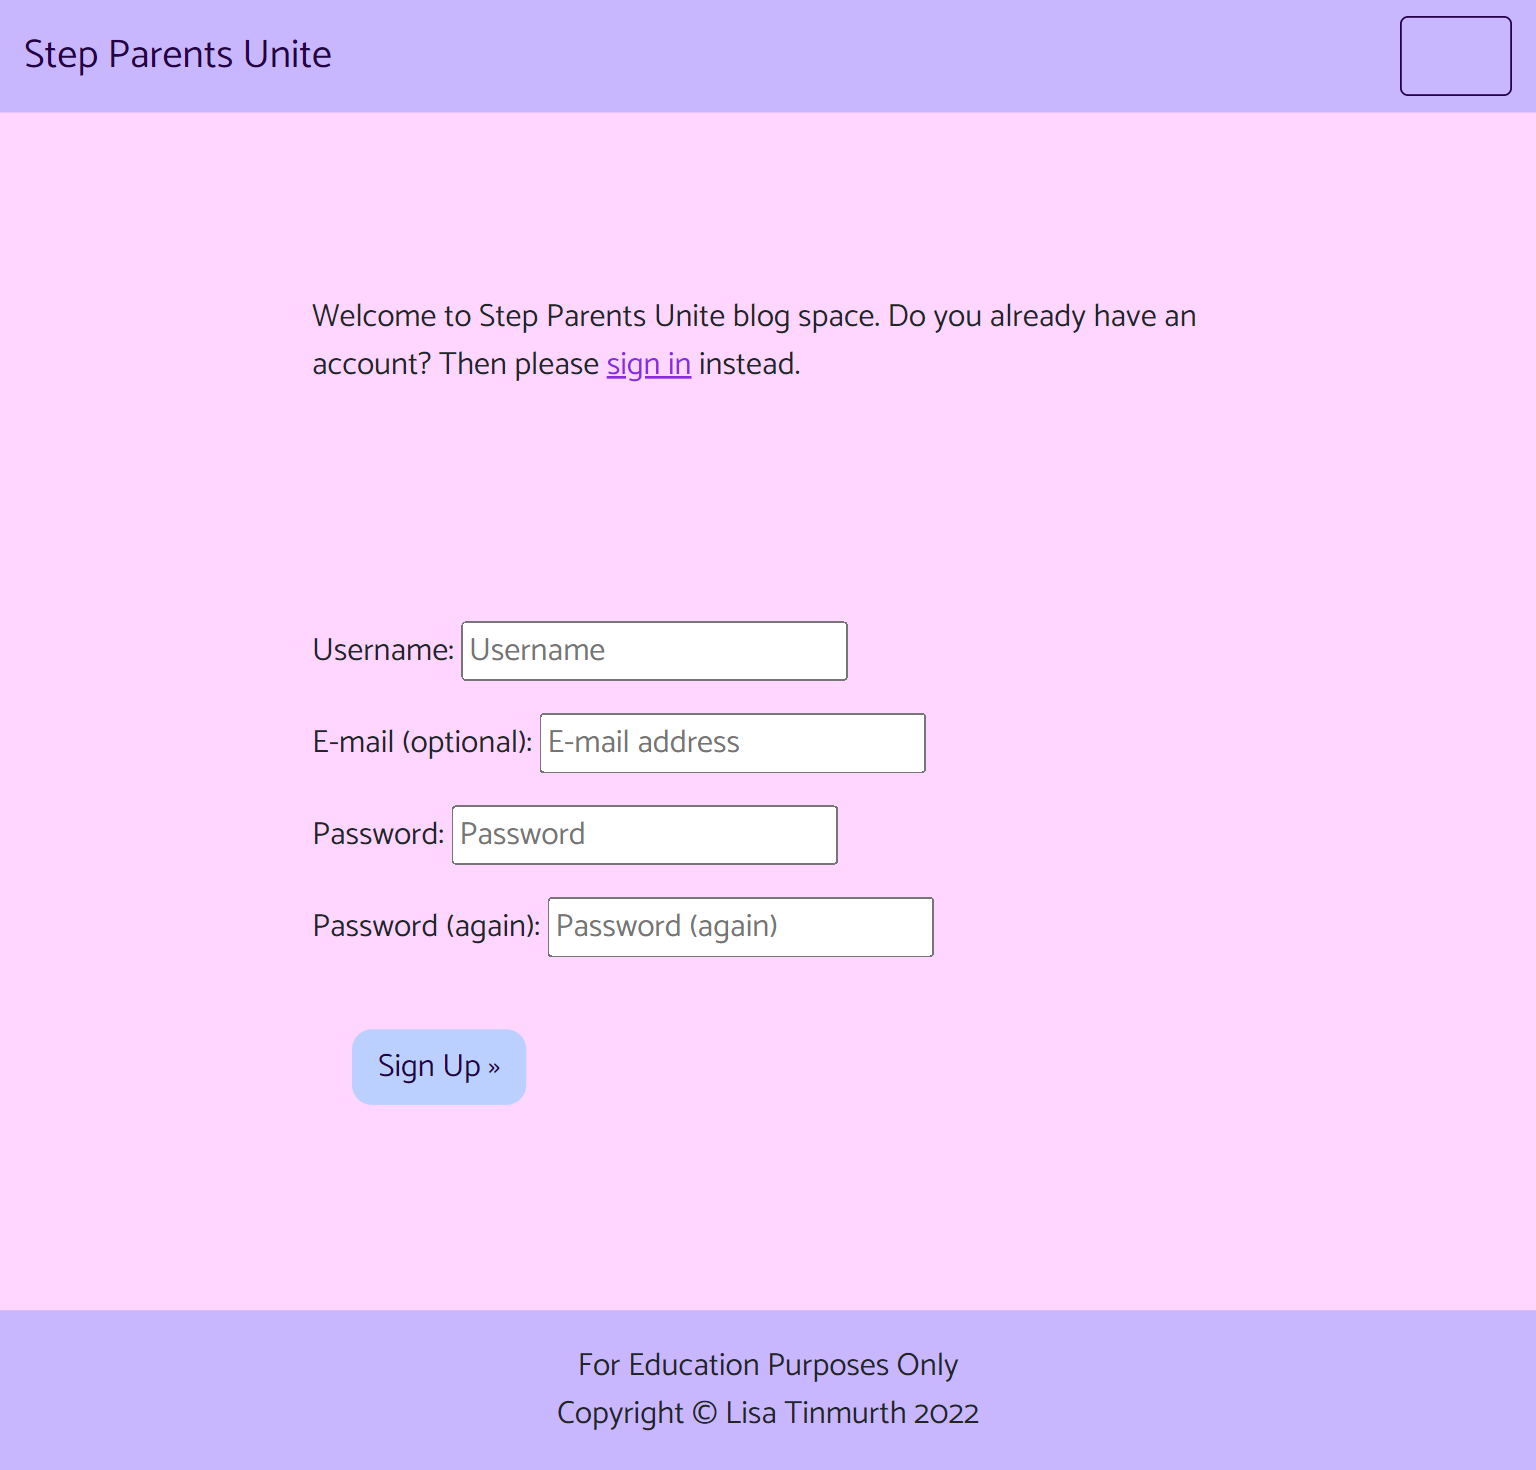 Step Parents Unite
Welcome to Step Parents Unite blog space. Do you already have an
account? Then please sign in instead.
Username: Username
E-mail (optional): E-mail address
Password: Password
Password (again): Password (again)
Sign Up »
For Education Purposes Only
Copyright © Lisa Tinmurth 2022